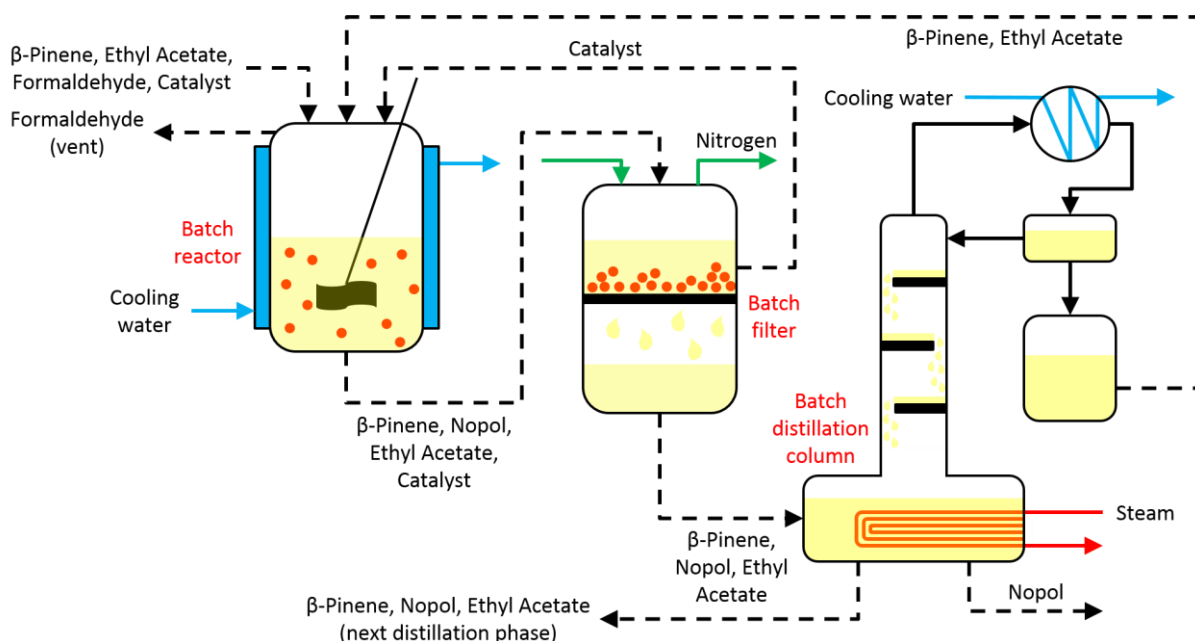 β-Pinene, Ethyl Acetate,
Formaldehyde, Catalyst
Formaldehyde
(vent)
Catalyst
β-Pinene, Ethyl Acetate
Cooling water
Nitrogen
Batch
reactor
Cooling
water
Batch
filter
β-Pinene, Nopol,
Ethyl Acetate,
Catalyst
Batch
distillation
column
Steam
β-Pinene,
Nopol, Ethyl
Acetate
Nopol
β-Pinene, Nopol, Ethyl Acetate
(next distillation phase)